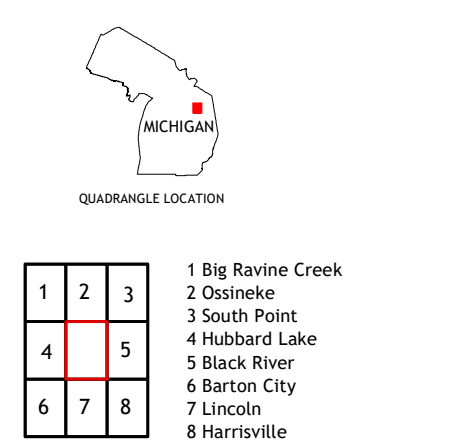 MICHIGAN
QUADRANGLE LOCATION
1 2 3
4 5
6 7 8
1 Big Ravine Creek
2 Ossineke
3 South Point
4 Hubbard Lake
5 Black River
6 Barton City
7 Lincoln
8 Harrisville